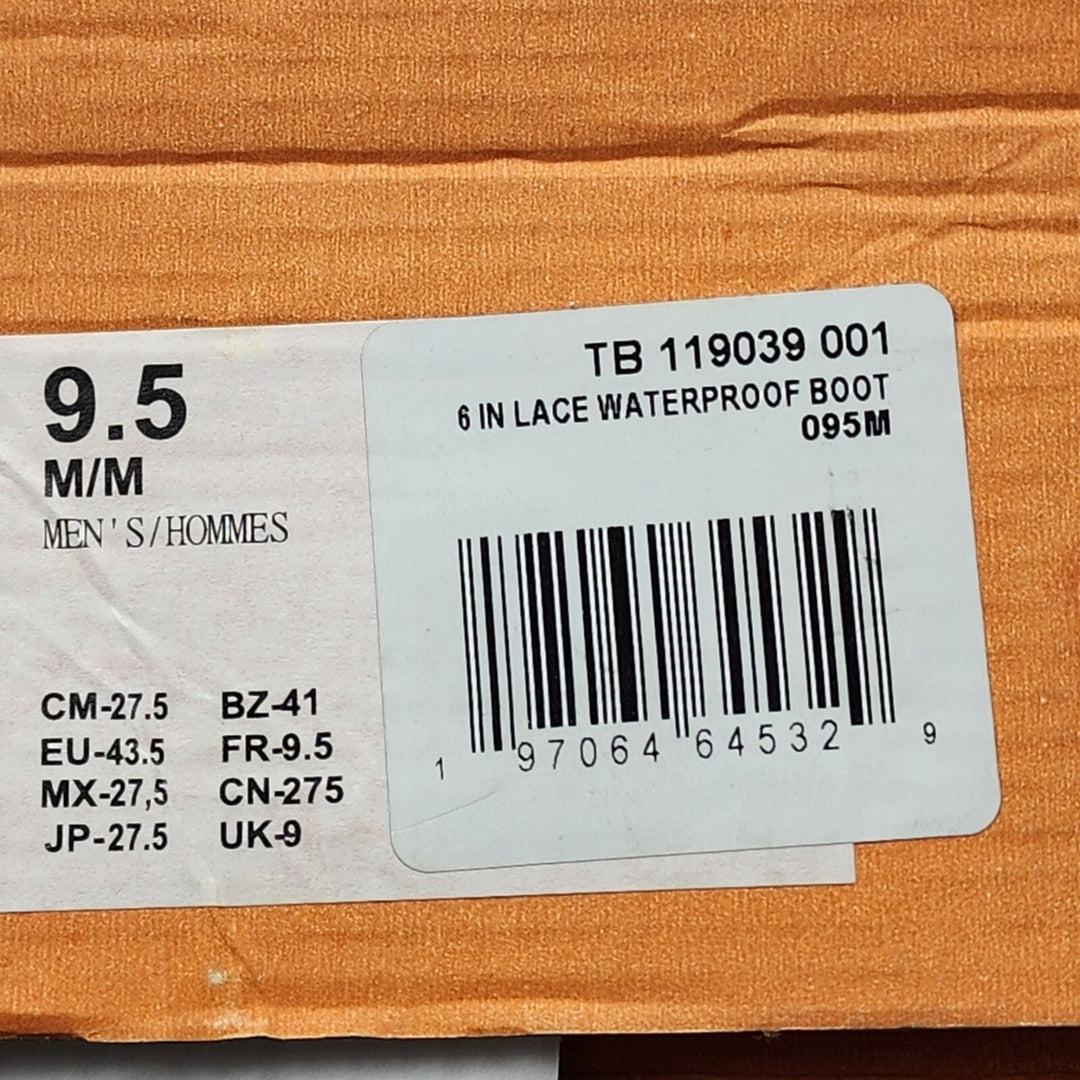 9.5
M/M
MEN'S/HOMMES
CM-27.5 BZ-41
EU-43.5 FR-9.5
MX-27,5 CN-275
JP-27.5 UK-9
TB 119039 001
6 IN LACE WATERPROOF BOOT
095M
1 97064 64532 9